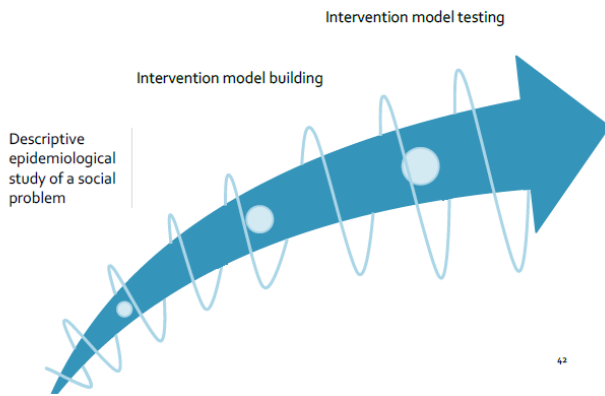 Intervention model testing
Intervention model building
Descriptive
epidemiological
study of a social
problem
42